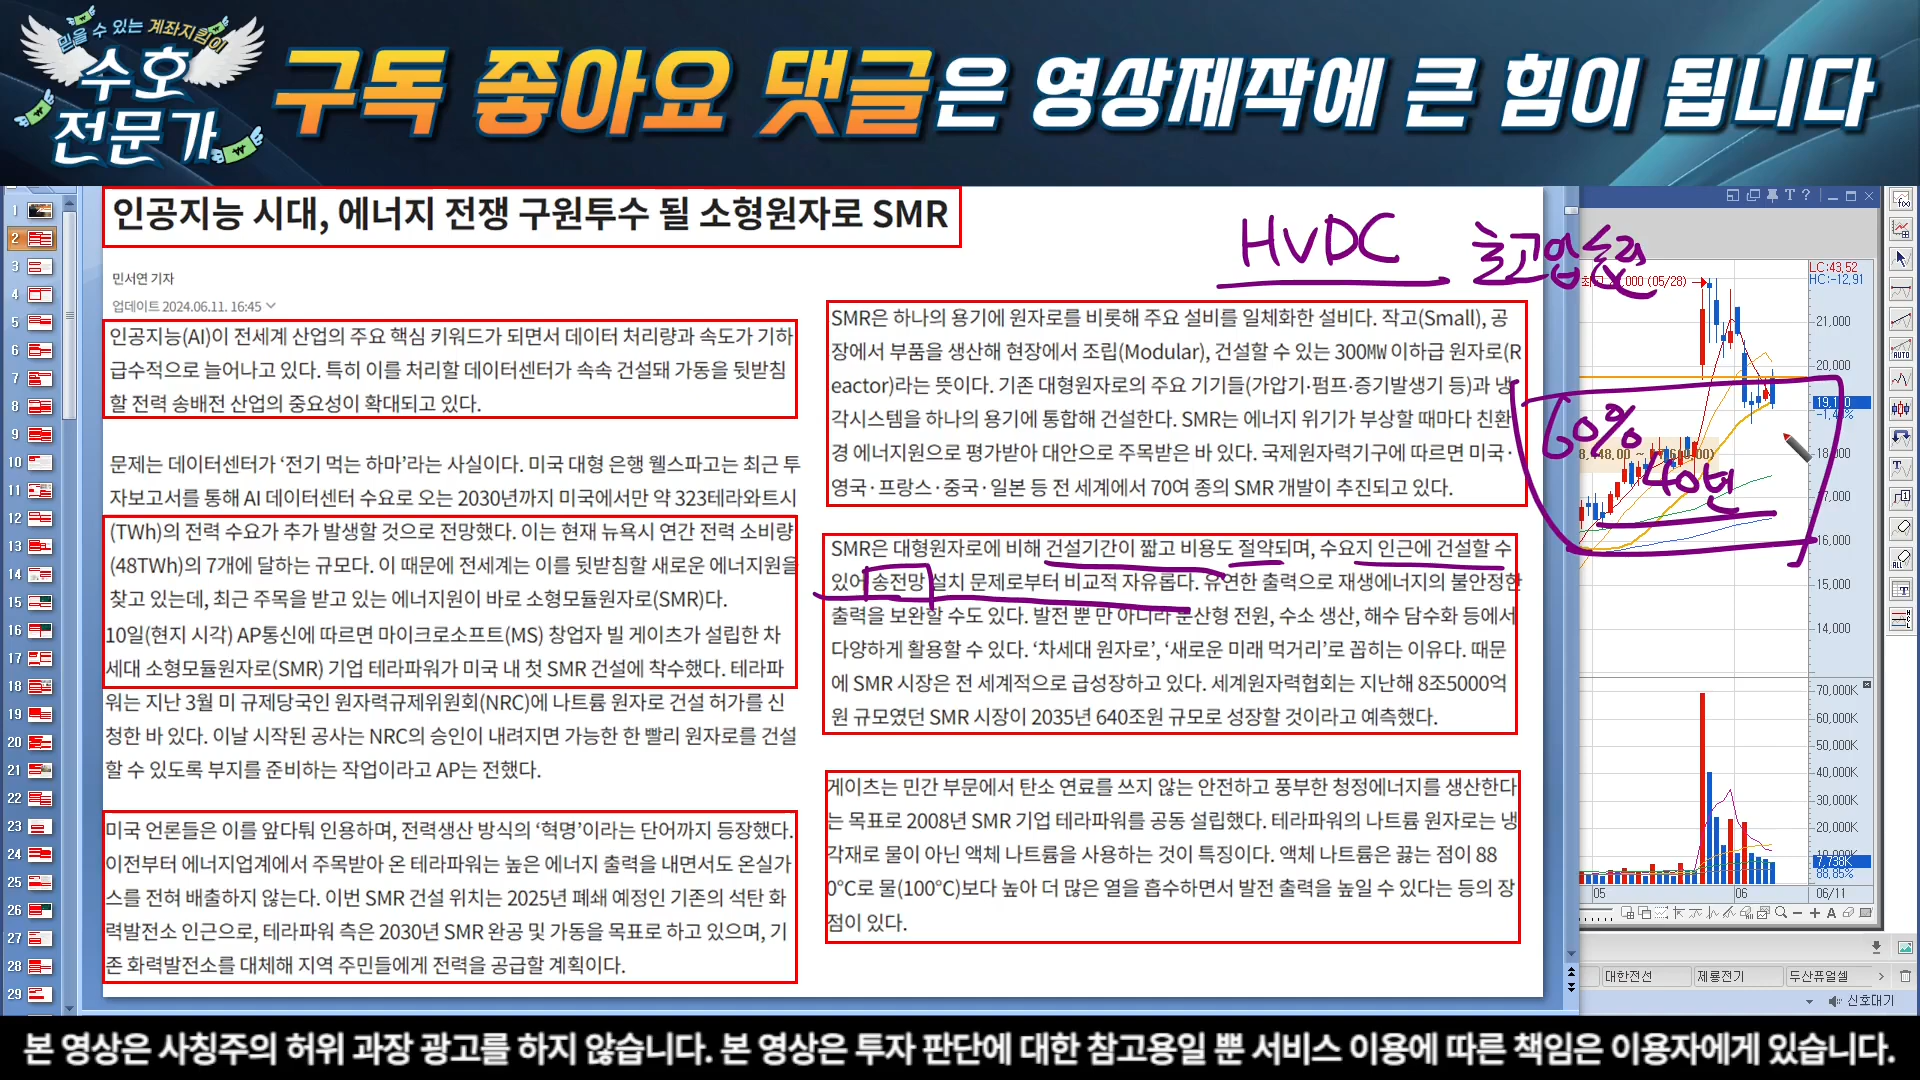 믿을 수 있는 계좌지킴이
수호
전문가
구독 좋아요 댓글은 영상제작에 큰 힘이 됩니다
인공지능 시대, 에너지 전쟁 구원투수 될 소형원자로 SMR
민서연 기자
업데이트 2024.06.11. 16:45
인공지능(AI)이 전세계 산업의 주요 핵심 키워드가 되면서 데이터 처리량과 속도가 기하
급수적으로 늘어나고 있다. 특히 이를 처리할 데이터센터가 속속 건설돼 가동을 뒷받침
할 전력 송배전 산업의 중요성이 확대되고 있다.
문제는 데이터센터가 ‘전기 먹는 하마’라는 사실이다. 미국 대형 은행 웰스파고는 최근 투
자보고서를 통해 AI 데이터센터 수요로 오는 2030년까지 미국에서만 약 323테라와트시
(TWh)의 전력 수요가 추가 발생할 것으로 전망했다. 이는 현재 뉴욕시 연간 전력 소비량
(48TWh)의 7개에 달하는 규모다. 이 때문에 전세계는 이를 뒷받침할 새로운 에너지원을
찾고 있는데, 최근 주목을 받고 있는 에너지원이 바로 소형모듈원자로(SMR)다.
10일(현지 시각) AP통신에 따르면 마이크로소프트(MS) 창업자 빌 게이츠가 설립한 차
세대 소형모듈원자로(SMR) 기업 테라파워가 미국 내 첫 SMR 건설에 착수했다. 테라파
워는 지난 3월 미 규제당국인 원자력규제위원회(NRC)에 나트륨 원자로 건설 허가를 신
청한 바 있다. 이날 시작된 공사는 NRC의 승인이 내려지면 가능한 한 빨리 원자로를 건설
할 수 있도록 부지를 준비하는 작업이라고 AP는 전했다.
미국 언론들은 이를 앞다퉈 인용하며, 전력생산 방식의 ‘혁명’이라는 단어까지 등장했다.
이전부터 에너지업계에서 주목받아 온 테라파워는 높은 에너지 출력을 내면서도 온실가
스를 전혀 배출하지 않는다. 이번 SMR 건설 위치는 2025년 폐쇄 예정인 기존의 석탄 화
력발전소 인근으로, 테라파워 측은 2030년 SMR 완공 및 가동을 목표로 하고 있으며, 기
존 화력발전소를 대체해 지역 주민들에게 전력을 공급할 계획이다.
HVDC
SMR은 하나의 용기에 원자로를 비롯해 주요 설비를 일체화한 설비다. 작고(Small), 공
장에서 부품을 생산해 현장에서 조립(Modular), 건설할 수 있는 300㎿ 이하급 원자로(R
eactor)라는 뜻이다. 기존 대형원자로의 주요 기기들(가압기·펌프·증기발생기 등)과 냉
각시스템을 하나의 용기에 통합해 건설한다. SMR는 에너지 위기가 부상할 때마다 친환
경 에너지원으로 평가받아 대안으로 주목받은 바 있다. 국제원자력기구에 따르면 미국·
영국·프랑스·중국·일본 등 전 세계에서 70여 종의 SMR 개발이 추진되고 있다.
SMR은 대형원자로에 비해 건설기간이 짧고 비용도 절약되며, 수요지 인근에 건설할 수
있어 송전망 설치 문제로부터 비교적 자유롭다. 유연한 출력으로 재생에너지의 불안정한
출력을 보완할 수도 있다. 발전 뿐 만 아니라 분산형 전원, 수소 생산, 해수 담수화 등에서
다양하게 활용할 수 있다. ‘차세대 원자로’, ‘새로운 미래 먹거리’로 꼽히는 이유다. 때문
에 SMR 시장은 전 세계적으로 급성장하고 있다. 세계원자력협회는 지난해 8조5000억
원 규모였던 SMR 시장이 2035년 640조원 규모로 성장할 것이라고 예측했다.
게이츠는 민간 부문에서 탄소 연료를 쓰지 않는 안전하고 풍부한 청정에너지를 생산한다
는 목표로 2008년 SMR 기업 테라파워를 공동 설립했다. 테라파워의 나트륨 원자로는 냉
각재로 물이 아닌 액체 나트륨을 사용하는 것이 특징이다. 액체 나트륨은 끓는 점이 88
0°C로 물(100°C)보다 높아 더 많은 열을 흡수하면서 발전 출력을 높일 수 있다는 등의 장
점이 있다.
LC:43,52
HC:-12,91
(05/28)
21,000
20,000
60%
18,000
17,000
16,000
15,000
14,000
70,000K
60,000K
50,000K
40,000K
30,000K
20,000K
7,738K
88,85%
05
06
06/11
대한전선
제룡전기
두산퓨얼셀
신호대기
1
2
3
4
5
6
7
8
9
10
11
12
13
14
15
16
17
18
19
20
21
22
23
24
25
26
27
28
29
본 영상은 사칭주의 허위 과장 광고를 하지 않습니다. 본 영상은 투자 판단에 대한 참고용일 뿐 서비스 이용에 따른 책임은 이용자에게 있습니다.